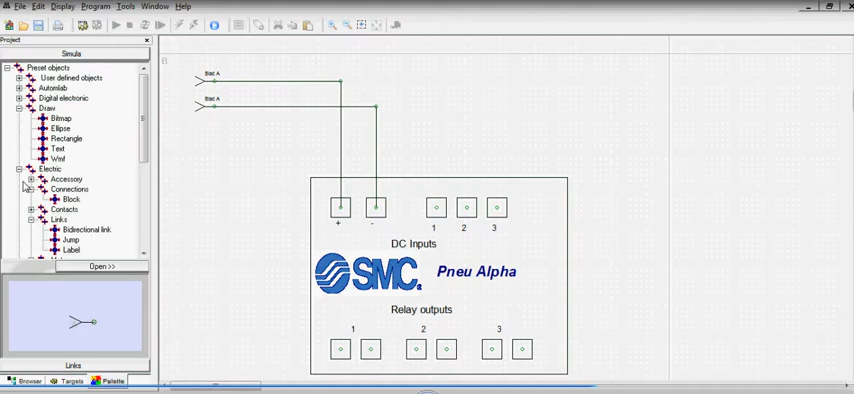 File Edit Display Program Tools Window Help
Project
Simula
Preset objects
User defined objects
Automlab
Digital electronic
Draw
Bitmap
Ellipse
Rectangle
Text
Wmf
Electric
Accessory
Connections
Block
Contacts
Links
Bidirectional link
Jump
Label
Open >>
Links
Browser Targets Palette
Blad A
Blad A
+ - 1 2 3
DC Inputs
SMC Pneu Alpha
Relay outputs
1 2 3